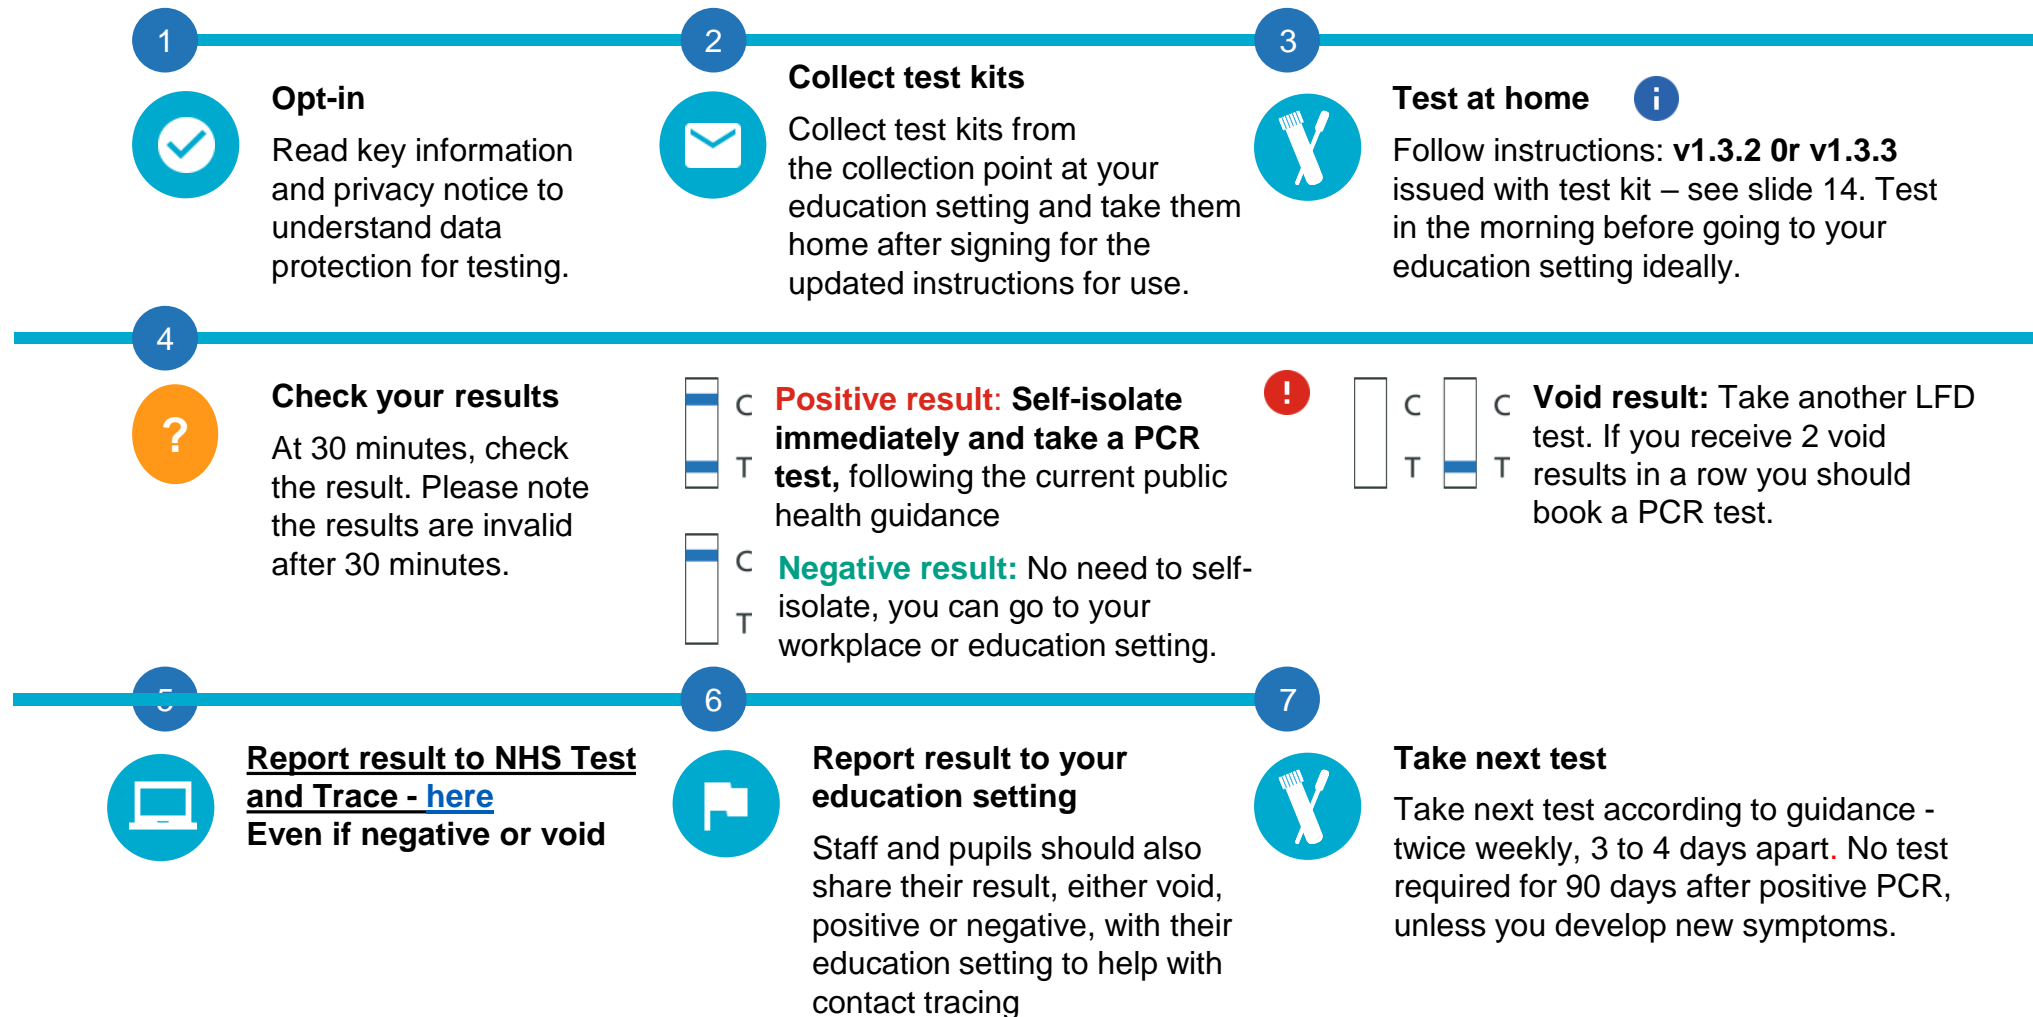 1
2
3
Opt-in
Read key information
and privacy notice to
understand data
protection for testing.
Collect test kits
Collect test kits from
the collection point at your
education setting and take them
home after signing for the
updated instructions for use.
Test at home i
Follow instructions: v1.3.2 0r v1.3.3
issued with test kit – see slide 14. Test
in the morning before going to your
education setting ideally.
4
?
Check your results
At 30 minutes, check
the result. Please note
the results are invalid
after 30 minutes.
C
T
Positive result: Self-isolate
immediately and take a PCR
test, following the current public
health guidance
C
T
Negative result: No need to self-
isolate, you can go to your
workplace or education setting.
!
C
T
C
T
Void result: Take another LFD
test. If you receive 2 void
results in a row you should
book a PCR test.
5
6
7
Report result to NHS Test
and Trace - here
Even if negative or void
Report result to your
education setting
Staff and pupils should also
share their result, either void,
positive or negative, with their
education setting to help with
contact tracing
Take next test
Take next test according to guidance -
twice weekly, 3 to 4 days apart. No test
required for 90 days after positive PCR,
unless you develop new symptoms.